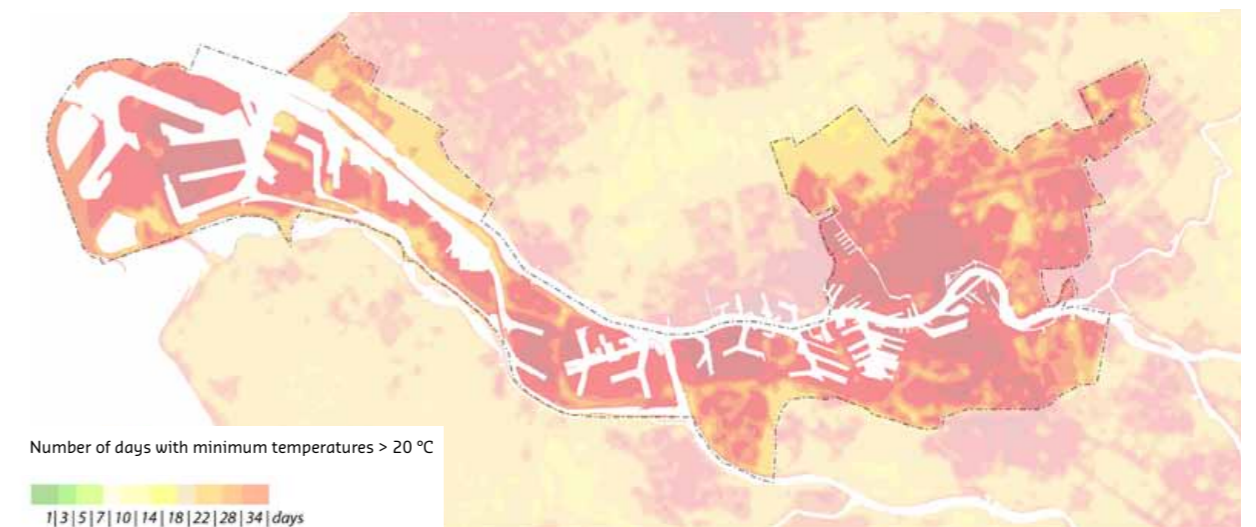 Number of days with minimum temperatures > 20 °C
1|3|5|7|10|14|18|22|28|34|days